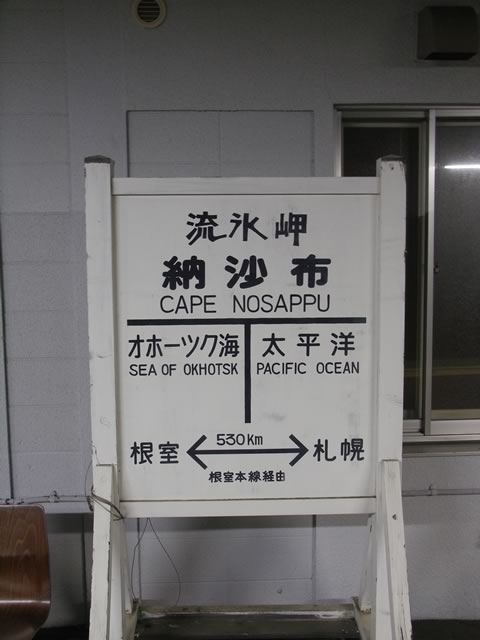 流氷岬
納沙布
CAPE NOSAPPU
オホーツク海 太平洋
SEA OF OKHOTSK PACIFIC OCEAN
根室 530Km 札幌
根室本線経由